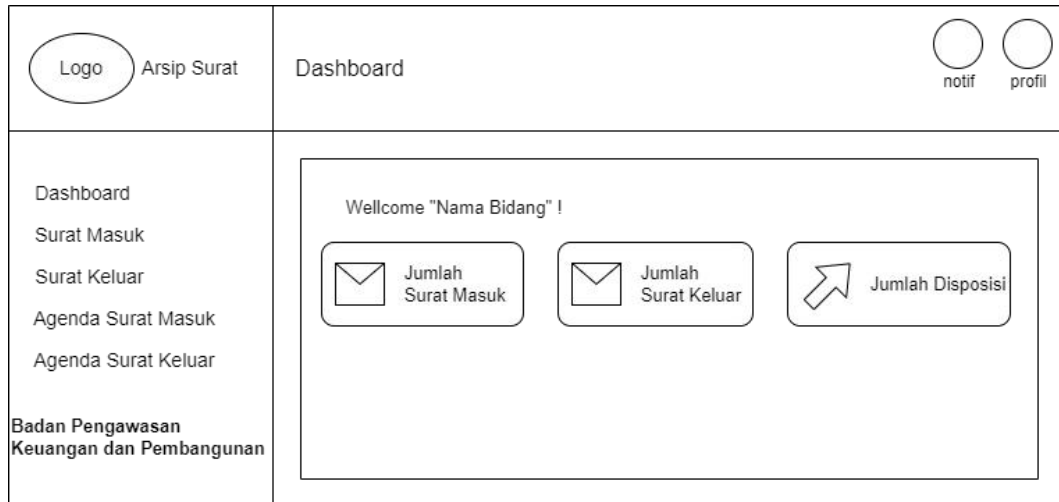 Logo
Arsip Surat
Dashboard
notif
profil
Dashboard
Surat Masuk
Surat Keluar
Agenda Surat Masuk
Agenda Surat Keluar
Badan Pengawasan
Keuangan dan Pembangunan
Wellcome "Nama Bidang" !
Jumlah
Surat Masuk
Jumlah
Surat Keluar
Jumlah Disposisi